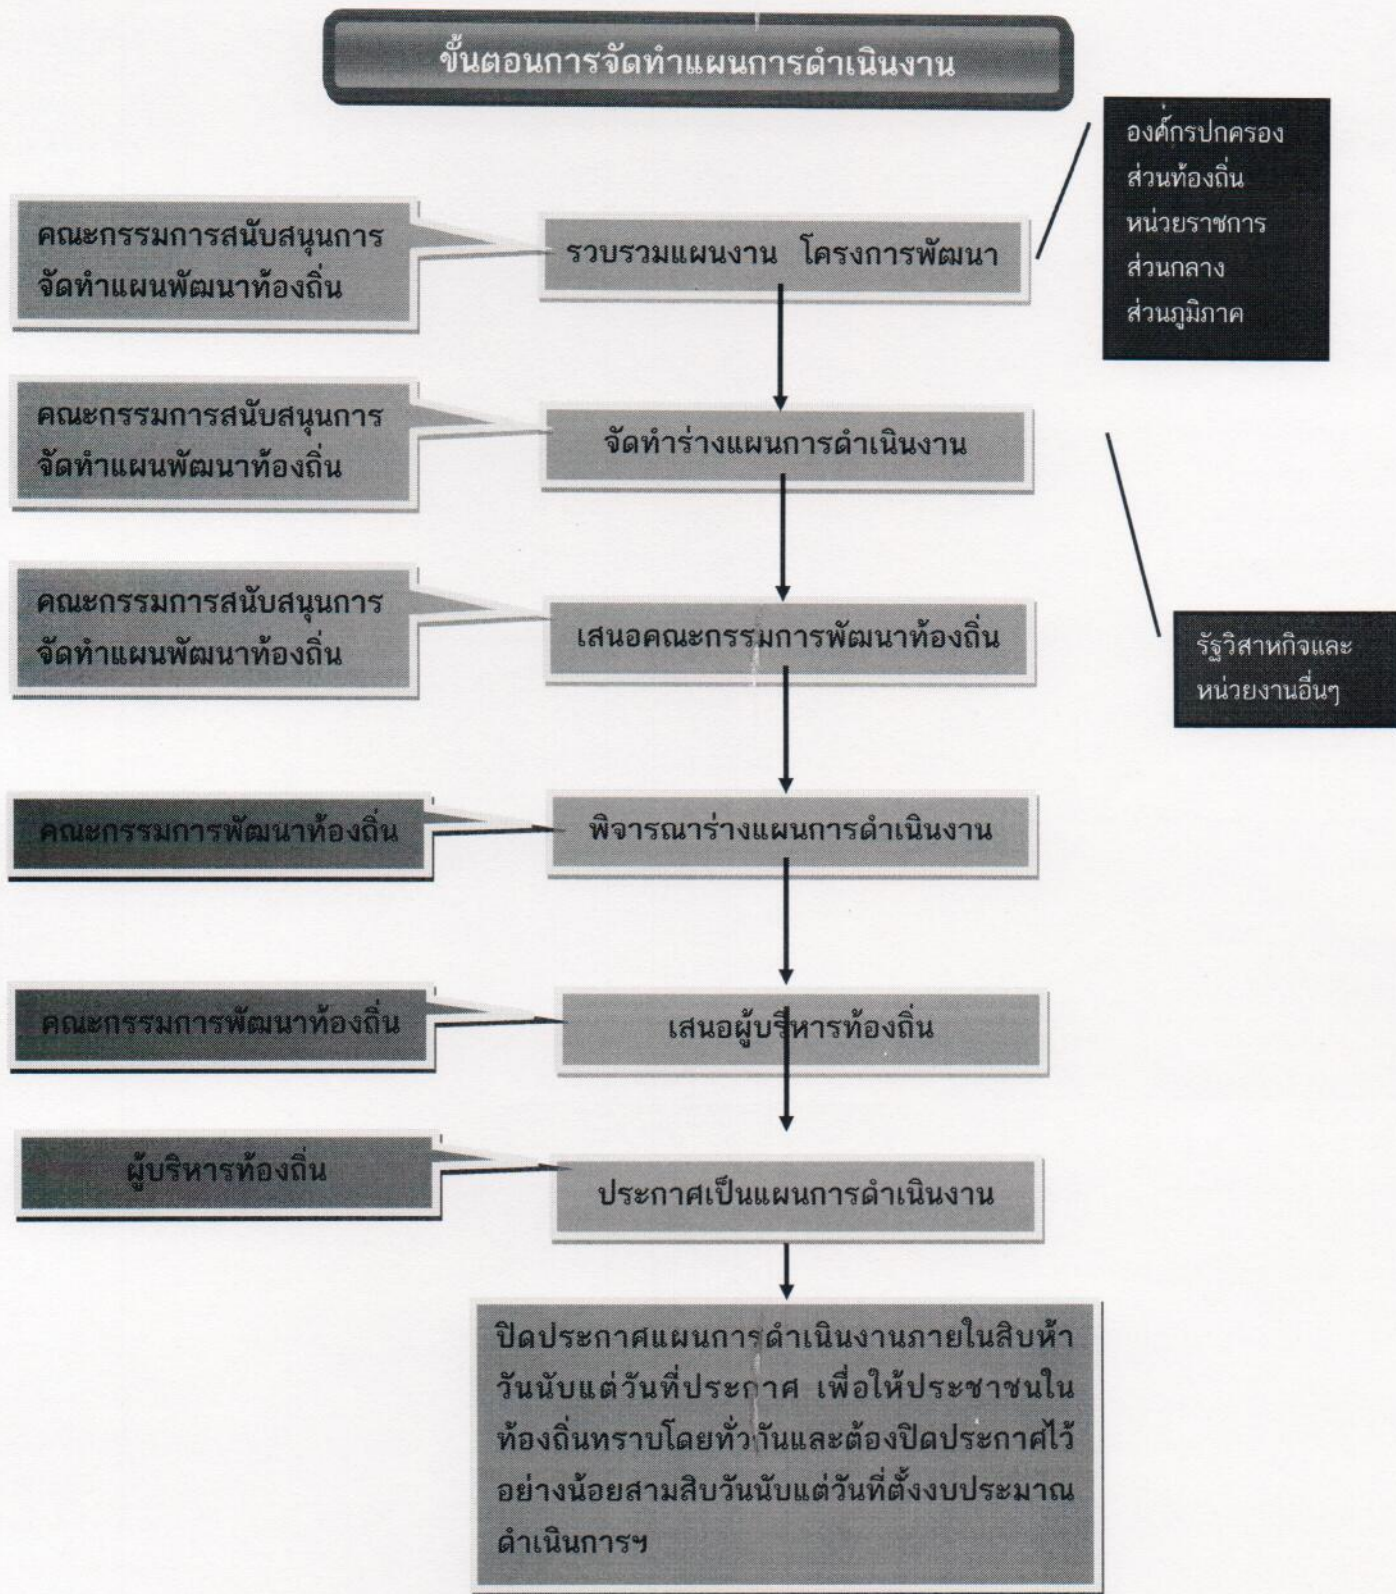 ขั้นตอนการจัดทำแผนการดำเนินงาน
องค์กรปกครอง
ส่วนท้องถิ่น
หน่วยราชการ
ส่วนกลาง
ส่วนภูมิภาค
คณะกรรมการสนับสนุนการ
จัดทำแผนพัฒนาท้องถิ่น
รวบรวมแผนงาน โครงการพัฒนา
คณะกรรมการสนับสนุนการ
จัดทำแผนพัฒนาท้องถิ่น
จัดทำร่างแผนการดำเนินงาน
คณะกรรมการสนับสนุนการ
จัดทำแผนพัฒนาท้องถิ่น
เสนอคณะกรรมการพัฒนาท้องถิ่น
รัฐวิสาหกิจและ
หน่วยงานอื่นๆ
คณะกรรมการพัฒนาท้องถิ่น
พิจารณาร่างแผนการดำเนินงาน
คณะกรรมการพัฒนาท้องถิ่น
เสนอผู้บริหารท้องถิ่น
ผู้บริหารท้องถิ่น
ประกาศเป็นแผนการดำเนินงาน
ปิดประกาศแผนการดำเนินงานภายในสิบห้า
วันนับแต่วันที่ประกาศ เพื่อให้ประชาชนใน
ท้องถิ่นทราบโดยทั่วกันและต้องปิดประกาศไว้
อย่างน้อยสามสิบวันนับแต่วันที่ตั้งงบประมาณ
ดำเนินการฯ